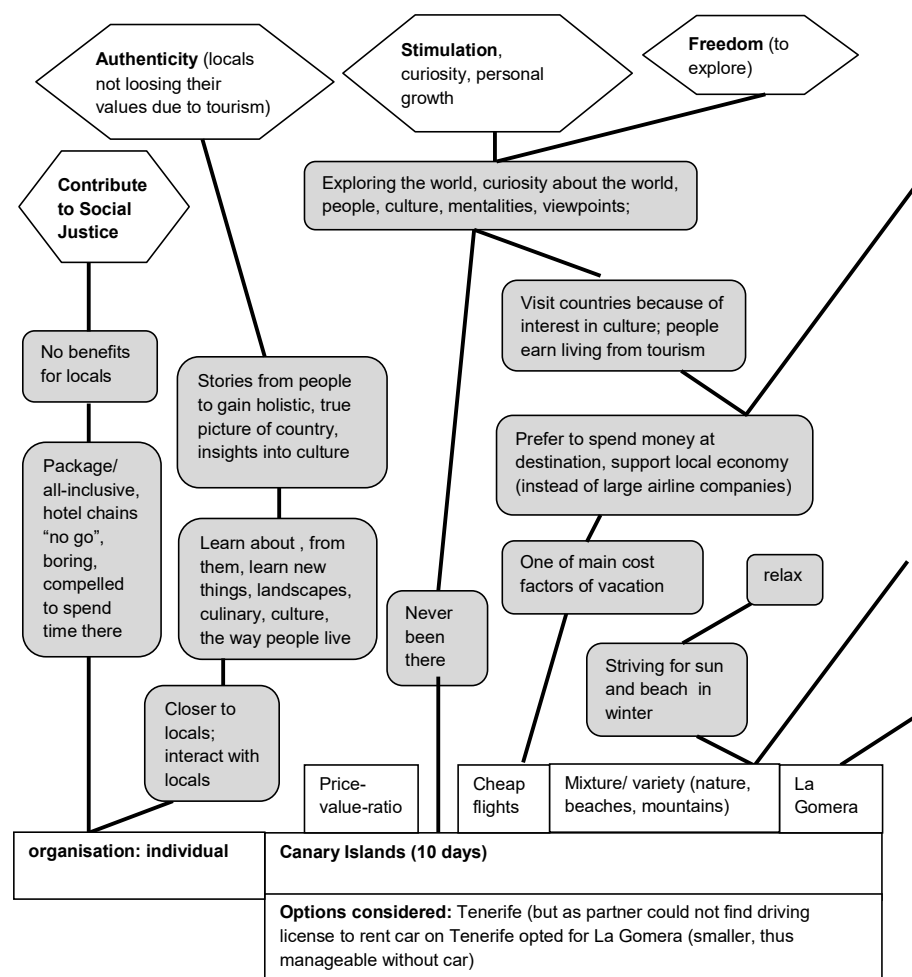 Authenticity (locals
not loosing their
values due to tourism)
Stimulation,
curiosity, personal
growth
Freedom (to
explore)
Contribute
to Social
Justice
Exploring the world, curiosity about the world,
people, culture, mentalities, viewpoints;
Visit countries because of
interest in culture; people
earn living from tourism
No benefits
for locals
Stories from people
to gain holistic, true
picture of country,
insights into culture
Prefer to spend money at
destination, support local economy
(instead of large airline companies)
Package/
all-inclusive,
hotel chains
“no go”,
boring,
compelled
to spend
time there
Learn about , from
them, learn new
things, landscapes,
culinary, culture,
the way people live
One of main cost
factors of vacation
relax
Never
been
there
Striving for sun
and beach in
winter
Closer to
locals;
interact with
locals
Price-
value-ratio
Cheap
flights
Mixture/ variety (nature,
beaches, mountains)
La
Gomera
organisation: individual
Canary Islands (10 days)
Options considered: Tenerife (but as partner could not find driving
license to rent car on Tenerife opted for La Gomera (smaller, thus
manageable without car)